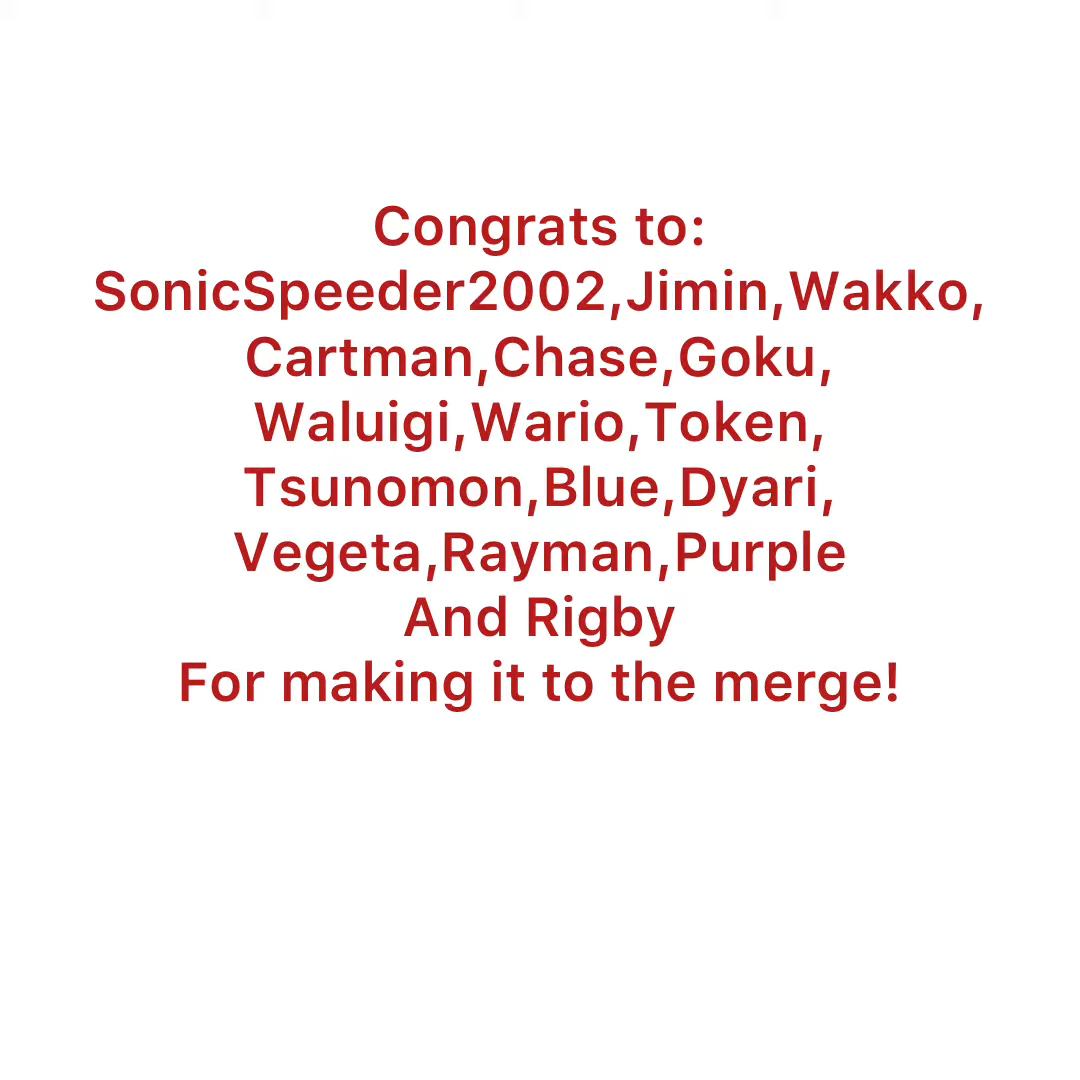 Congrats to:
SonicSpeeder2002,Jimin,Wakko,
Cartman,Chase,Goku,
Waluigi,Wario,Token,
Tsunomon,Blue,Dyari,
Vegeta,Rayman,Purple
And Rigby
For making it to the merge!